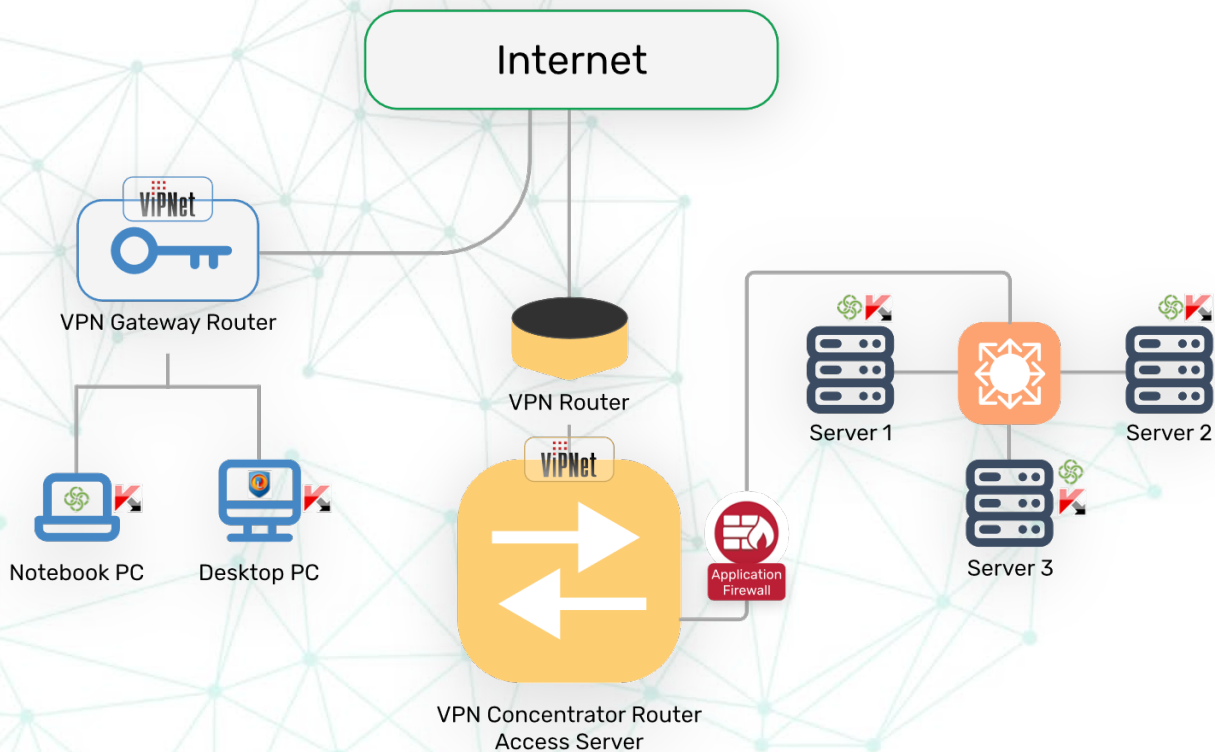 Internet
ViPNet
VPN Gateway Router
VPN Router
Server 1
Server 2
ViPNet
Application
Firewall
Server 3
Notebook PC
Desktop PC
VPN Concentrator Router
Access Server